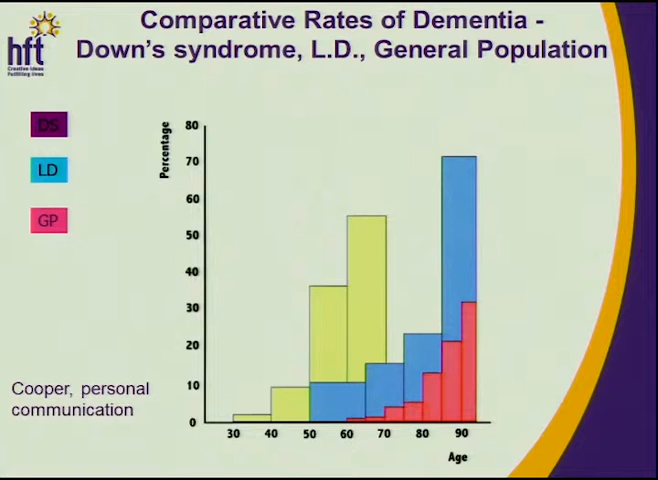 Comparative Rates of Dementia -
Down's syndrome, L.D., General Population
hft
Creative Ideas
Fulfilling lives
DS
LD
GP
Percentage
80
70
60
50
40
30
20
10
0
30 40 50 60 70 80 90
Age
Cooper, personal
communication